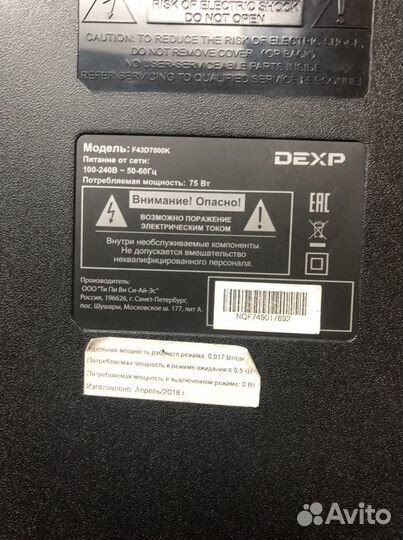 RISK OF ELECTRIC SHOCK
DO NOT OPEN
CAUTION: TO REDUCE THE RISK OF ELECTRIC SHOCK,
DO NOT REMOVE COVER (OR BACK)
NO USER-SERVICEABLE PARTS INSIDE
REFER SERVICING TO QUALIFIED SERVICE PERSONNEL
Модель: F43D7000K
DEXP
Питание от сети:
100-240В ~ 50-60Гц
Потребляемая мощность: 75 Вт
Внимание! Опасно!
ВОЗМОЖНО ПОРАЖЕНИЕ
ЭЛЕКТРИЧЕСКИМ ТОКОМ
EAC
Внутри необслуживаемые компоненты.
Не допускается вмешательство
неквалифицированного персонала.
Производитель:
ООО "Ти Пи Ви Си-Ай-Эс"
Россия, 196626, г. Санкт-Петербург,
пос. Шушары, Московское ш. 177, лит А.
NQF749017692
мощность рабочего режима: 0,017 Вт/
Потребляемая мощность в режиме ожидания:≤ 0.5
Потребляемая мощность в выключенном режиме: 0 Вт
Изготовлено: Апрель/2018 г.
Avito